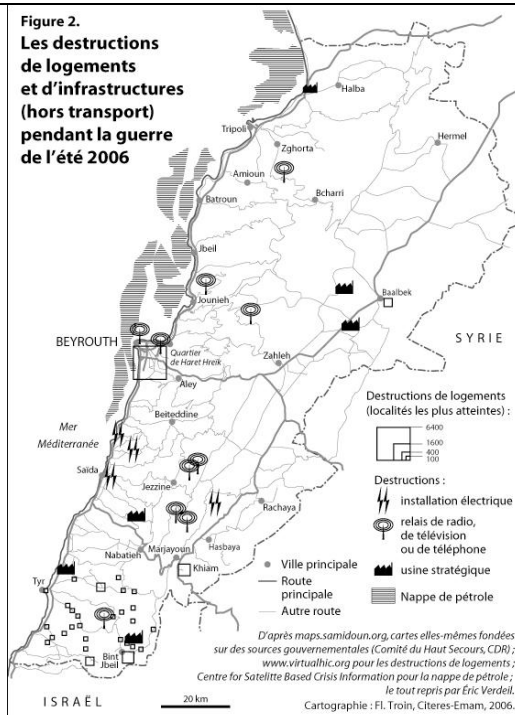 Figure 2.
Les destructions
de logements
et d'infrastructures
(hors transport)
pendant la guerre
de l'été 2006
Halba
Tripoli
Zghorta
Hermel
Amioun
Bcharri
Batroun
Jbeil
Jounieh
Baalbek
BEYROUTH
SYRIE
Quartier
de Haret Hreik
Zahleh
Aley
Beiteddine
Mer
Méditerranée
Saïda
Jezzine
Rachaya
Nabatieh
Marjayoun
Hasbaya
Khiam
Tyr
Bint
Jbeil
ISRAËL
20 km
Destructions de logements
(localités les plus atteintes) :
6400
1600
400
100
Destructions :
installation électrique
relais de radio,
de télévision
ou de téléphone
usine stratégique
Nappe de pétrole
Ville principale
Route
principale
Autre route
D'après maps.samidoun.org, cartes elles-mêmes fondées
sur des sources gouvernementales (Comité du Haut Secours, CDR) ;
www.virtualhic.org pour les destructions de logements ;
Centre for Satelitte Based Crisis Information pour la nappe de pétrole ;
le tout repris par Éric Verdeil.
Cartographie : Fl. Troin, Citeres-Emam, 2006.